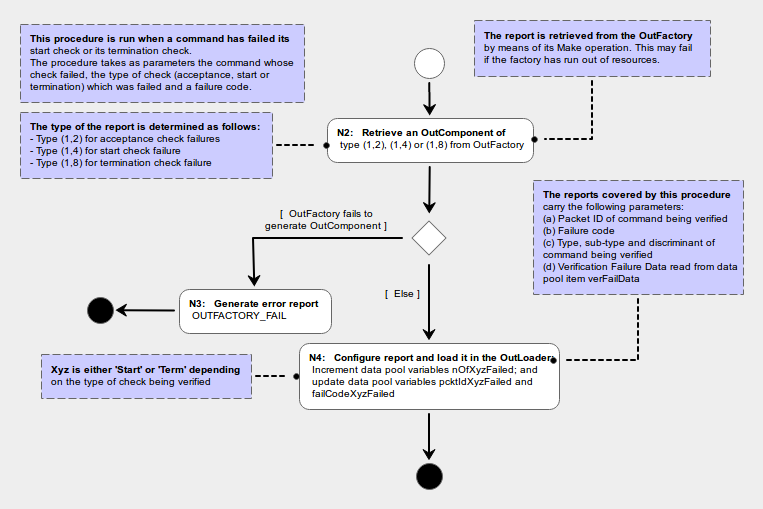 This procedure is run when a command has failed its
start check or its termination check.
The procedure takes as parameters the command whose
check failed, the type of check (acceptance, start or
termination) which was failed and a failure code.
The report is retrieved from the OutFactory
by means of its Make operation. This may fail
if the factory has run out of resources.
The type of the report is determined as follows:
- Type (1,2) for acceptance check failures
- Type (1,4) for start check failure
- Type (1,8) for termination check failure
N2: Retrieve an OutComponent of
type (1,2), (1,4) or (1,8) from OutFactory
The reports covered by this procedure
carry the following parameters:
(a) Packet ID of command being verified
(b) Failure code
(c) Type, sub-type and discriminant of
command being verified
(d) Verification Failure Data read from data
pool item verFailData
[ OutFactory fails to
generate OutComponent ]
[ Else ]
N3: Generate error report
OUTFACTORY_FAIL
N4: Configure report and load it in the OutLoader;
Increment data pool variables nOfXyzFailed; and
update data pool variables pcktIdXyzFailed and
failCodeXyzFailed
Xyz is either 'Start' or 'Term' depending
on the type of check being verified